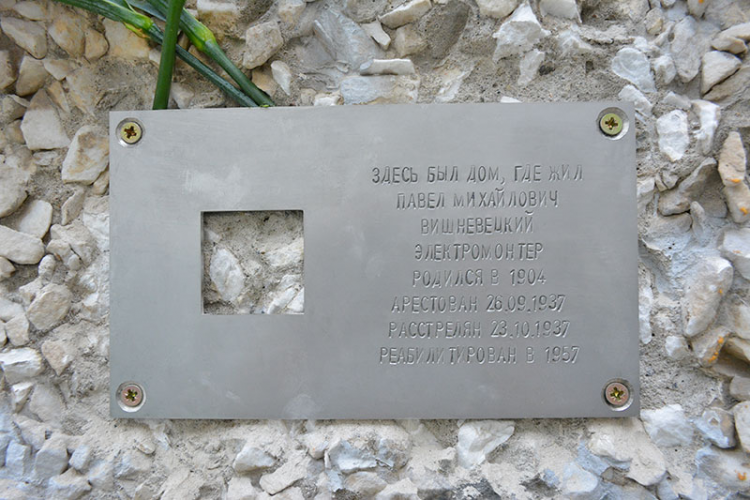 ЗДЕСЬ БЫЛ ДОМ, ГДЕ ЖИЛ
ПАВЕЛ МИХАЙЛОВИЧ
ВИШНЕВЕЦКИЙ
ЭЛЕКТРОМОНТЕР
РОДИЛСЯ В 1904
АРЕСТОВАН 26.09.1937
РАССТРЕЛЯН 23.10.1937
РЕАБИЛИТИРОВАН В 1957